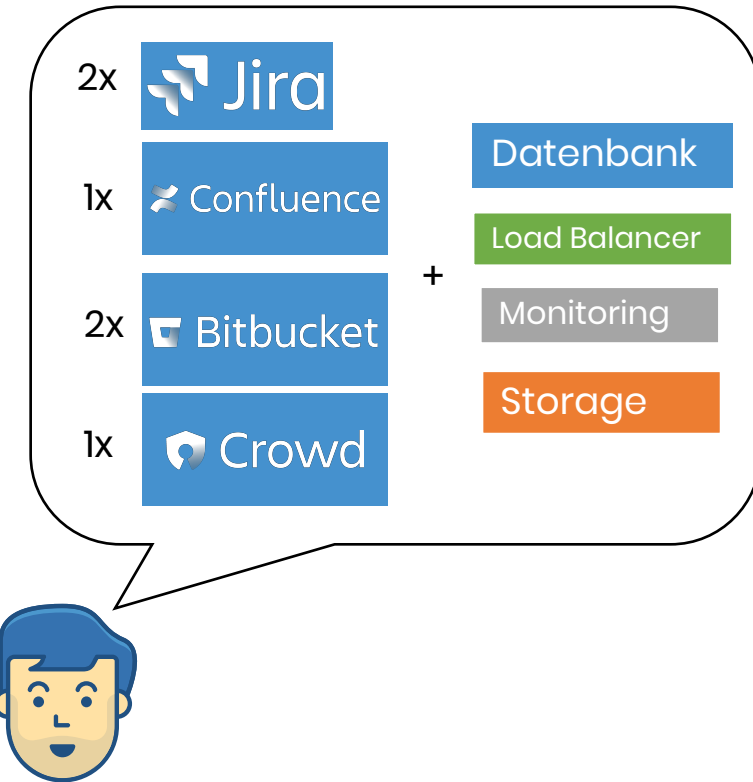 2x Jira
1x Confluence
2x Bitbucket
1x Crowd
+
Datenbank
Load Balancer
Monitoring
Storage